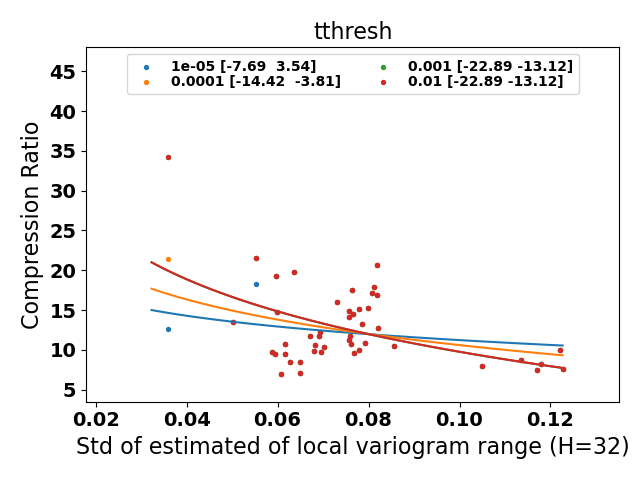 tthresh
1e-05 [-7.69  3.54]
0.0001 [-14.42  -3.81]
0.001 [-22.89 -13.12]
0.01 [-22.89 -13.12]
Compression Ratio
45
40
35
30
25
20
15
10
5
0.02 0.04 0.06 0.08 0.10 0.12
Std of estimated of local variogram range (H=32)